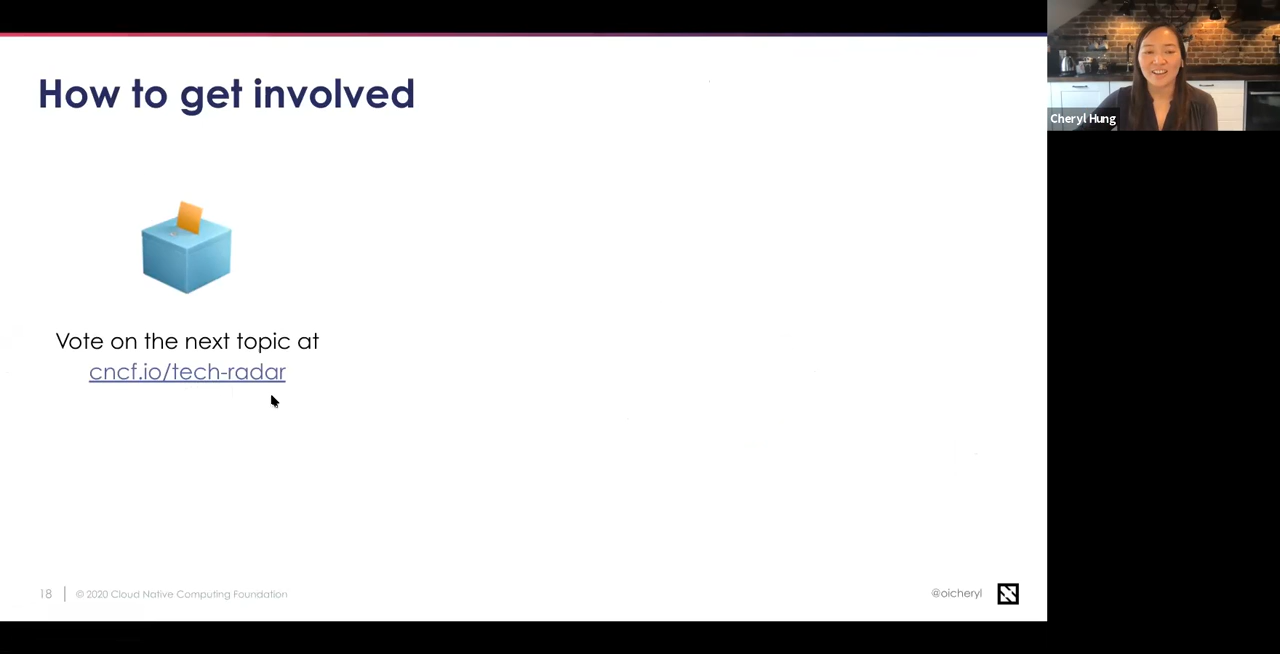 How to get involved
Cheryl Hung
Vote on the next topic at
cncf.io/tech-radar
18
© 2020 Cloud Native Computing Foundation
@oicheryl